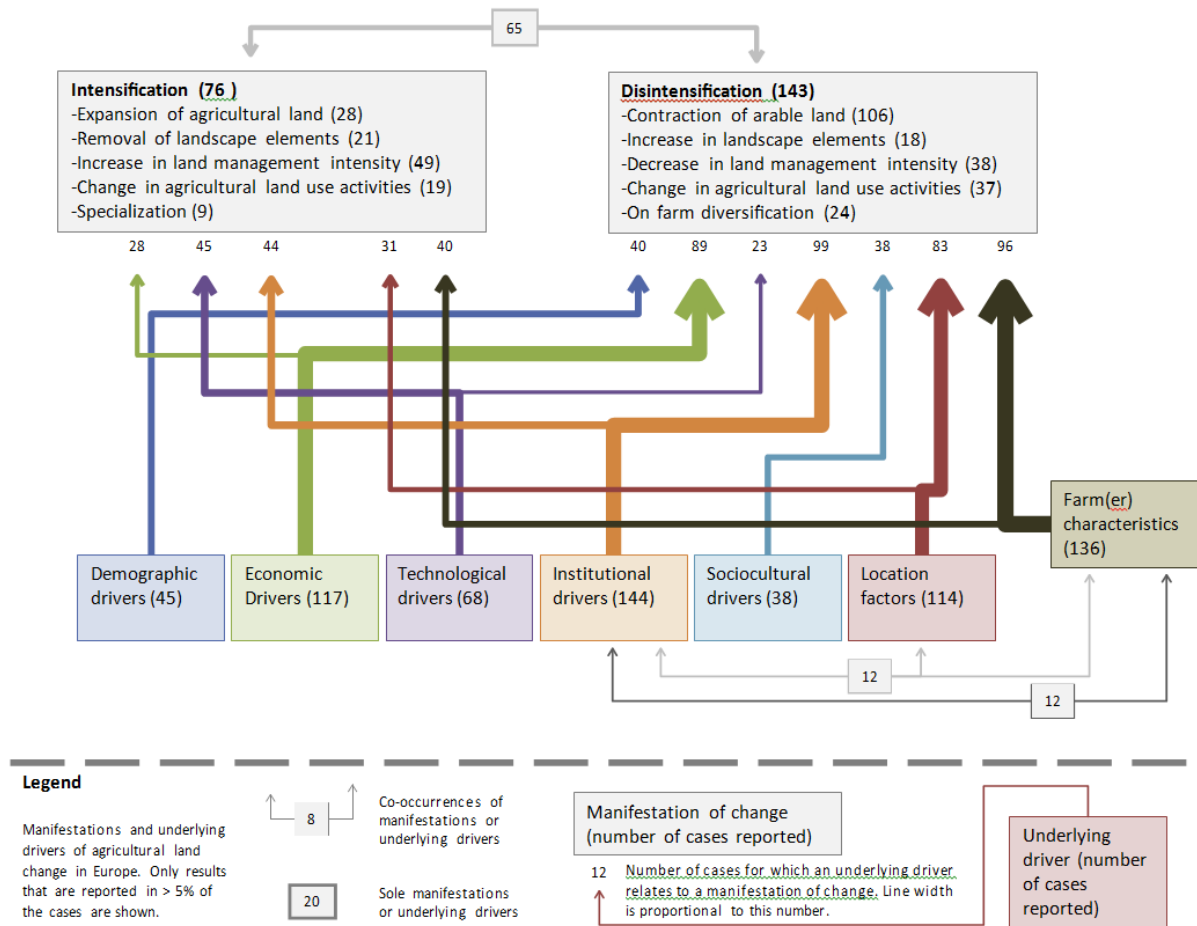 65
Intensification (76 )
-Expansion of agricultural land (28)
-Removal of landscape elements (21)
-Increase in land management intensity (49)
-Change in agricultural land use activities (19)
-Specialization (9)
Disintensification (143)
-Contraction of arable land (106)
-Increase in landscape elements (18)
-Decrease in land management intensity (38)
-Change in agricultural land use activities (37)
-On farm diversification (24)
28 45 44 31 40 40 89 23 99 38 83 96
Farm(er)
characteristics
(136)
Demographic
drivers (45)
Economic
Drivers (117)
Technological
drivers (68)
Institutional
drivers (144)
Sociocultural
drivers (38)
Location
factors (114)
12
12
Legend
Manifestations and underlying
drivers of agricultural land
change in Europe. Only results
that are reported in > 5% of
the cases are shown.
8
Co-occurrences of
manifestations or
underlying drivers
20
Sole manifestations
or underlying drivers
Manifestation of change
(number of cases reported)
12 Number of cases for which an underlying driver
relates to a manifestation of change. Line width
is proportional to this number.
Underlying
driver (number
of cases
reported)